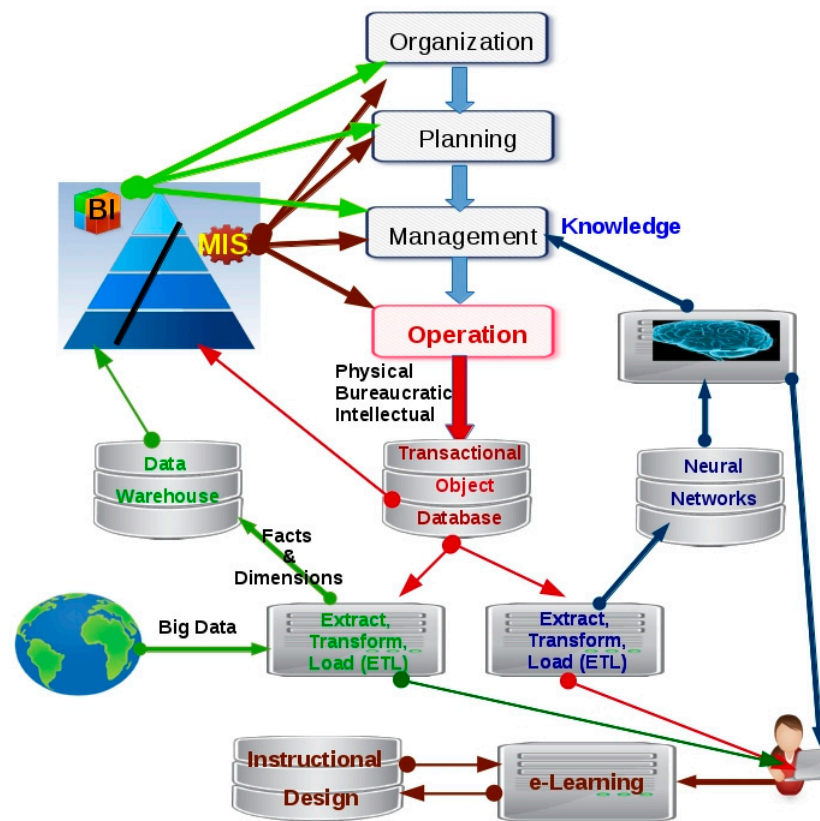 Organization
Planning
BI
MIS
Management
Knowledge
Operation
Physical
Bureaucratic
Intellectual
Data
Warehouse
Transactional
Object
Database
Neural
Networks
Facts
&
Dimensions
Big Data
Extract,
Transform,
Load (ETL)
Extract,
Transform,
Load (ETL)
Instructional
Design
e-Learning